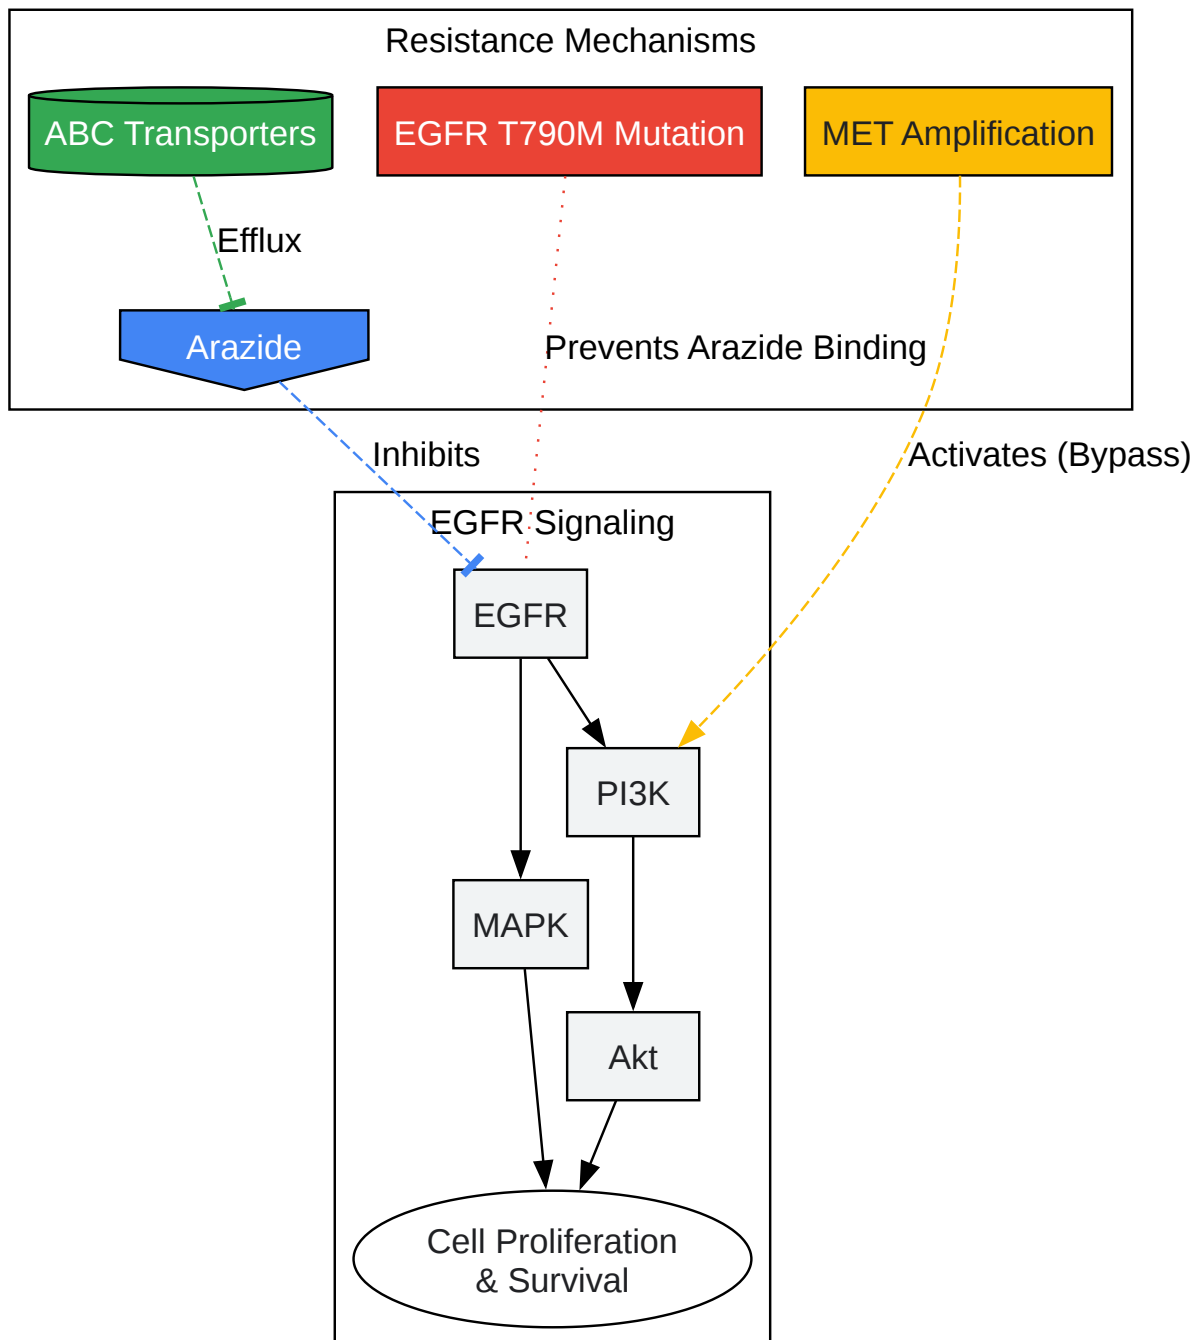 Resistance Mechanisms
ABC Transporters
EGFR T790M Mutation
MET Amplification
Efflux
Arazide
Prevents Arazide Binding
Inhibits
Activates (Bypass)
EGFR Signaling
EGFR
PI3K
MAPK
Akt
Cell Proliferation
& Survival